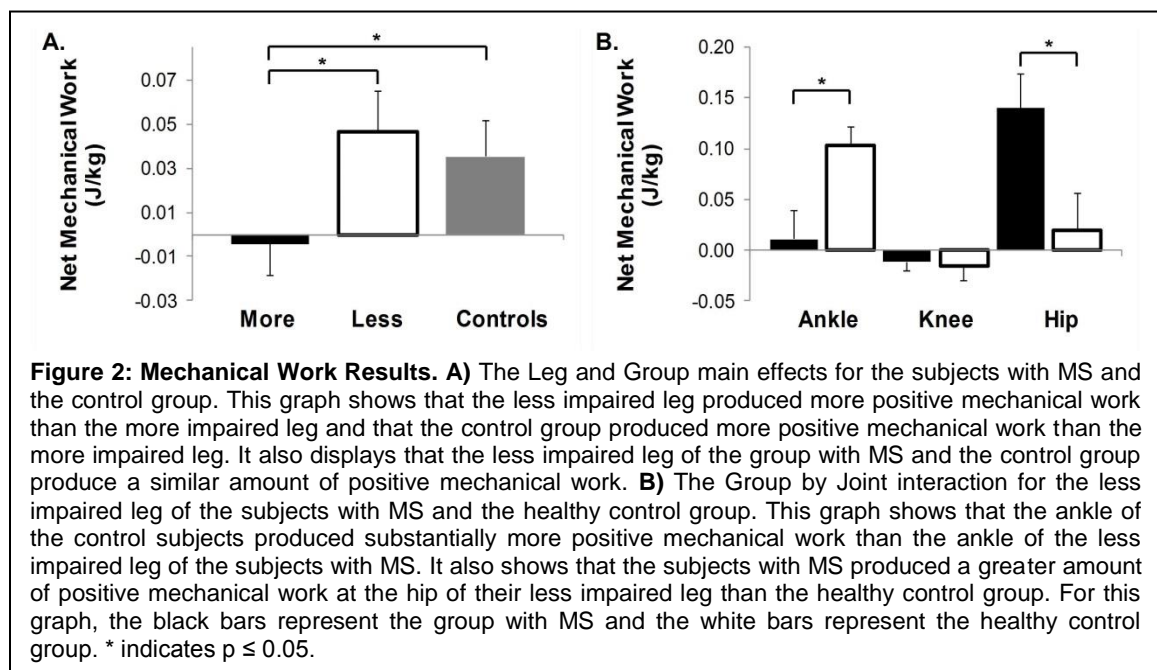 A.
*
*
Net Mechanical Work
(J/kg)
0.07
0.05
0.03
0.01
-0.01
-0.03
More Less Controls
B.
*
*
Net Mechanical Work
(J/kg)
0.20
0.15
0.10
0.05
0.00
-0.05
Ankle Knee Hip
Figure 2: Mechanical Work Results. A) The Leg and Group main effects for the subjects with MS and
the control group. This graph shows that the less impaired leg produced more positive mechanical work
than the more impaired leg and that the control group produced more positive mechanical work than the
more impaired leg. It also displays that the less impaired leg of the group with MS and the control group
produce a similar amount of positive mechanical work. B) The Group by Joint interaction for the less
impaired leg of the subjects with MS and the healthy control group. This graph shows that the ankle of
the control subjects produced substantially more positive mechanical work than the ankle of the less
impaired leg of the subjects with MS. It also shows that the subjects with MS produced a greater amount
of positive mechanical work at the hip of their less impaired leg than the healthy control group. For this
graph, the black bars represent the group with MS and the white bars represent the healthy control
group. * indicates p ≤ 0.05.